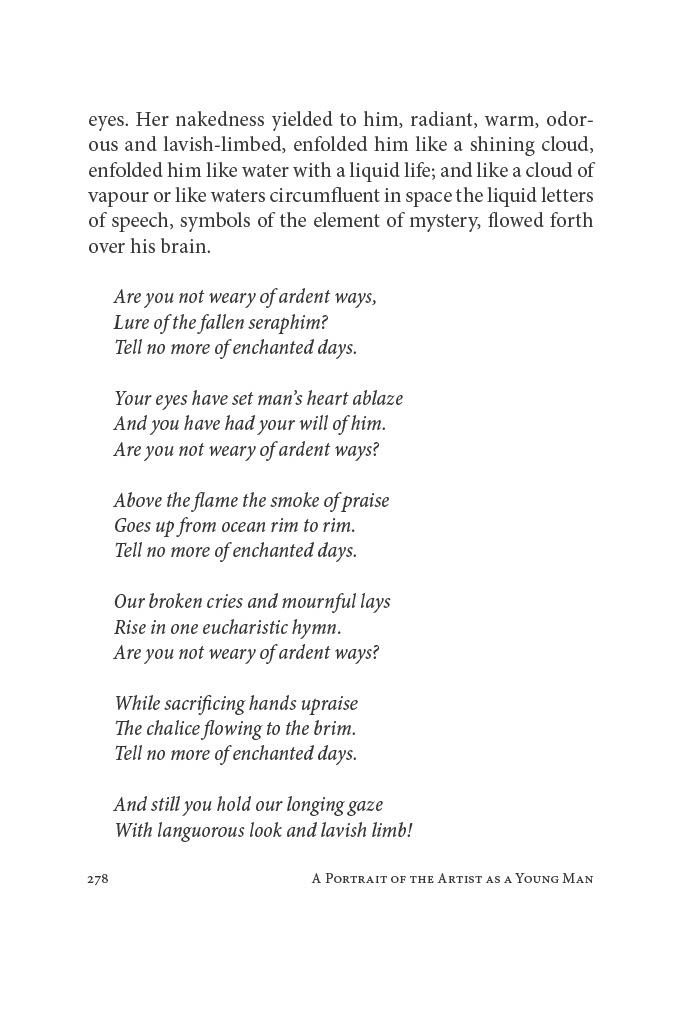 eyes. Her nakedness yielded to him, radiant, warm, odor-
ous and lavish-limbed, enfolded him like a shining cloud,
enfolded him like water with a liquid life; and like a cloud of
vapour or like waters circumfluent in space the liquid letters
of speech, symbols of the element of mystery, flowed forth
over his brain.
Are you not weary of ardent ways,
Lure of the fallen seraphim?
Tell no more of enchanted days.
Your eyes have set man’s heart ablaze
And you have had your will of him.
Are you not weary of ardent ways?
Above the flame the smoke of praise
Goes up from ocean rim to rim.
Tell no more of enchanted days.
Our broken cries and mournful lays
Rise in one eucharistic hymn.
Are you not weary of ardent ways?
While sacrificing hands upraise
The chalice flowing to the brim.
Tell no more of enchanted days.
And still you hold our longing gaze
With languorous look and lavish limb!
278 A Portrait of the Artist as a Young Man